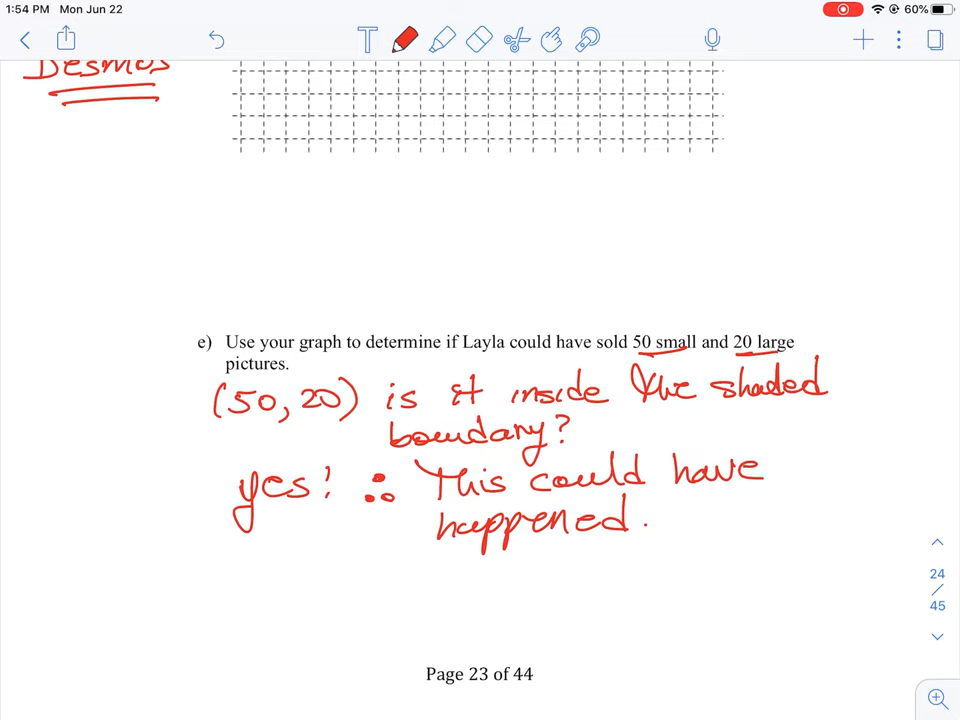 1:54 PM Mon Jun 22
60%
T
Desmos
e) Use your graph to determine if Layla could have sold 50 small and 20 large
pictures.
(50, 20) is it inside the shaded
boundary?
yes! ∴ This could have
happened.
24
/
45
Page 23 of 44